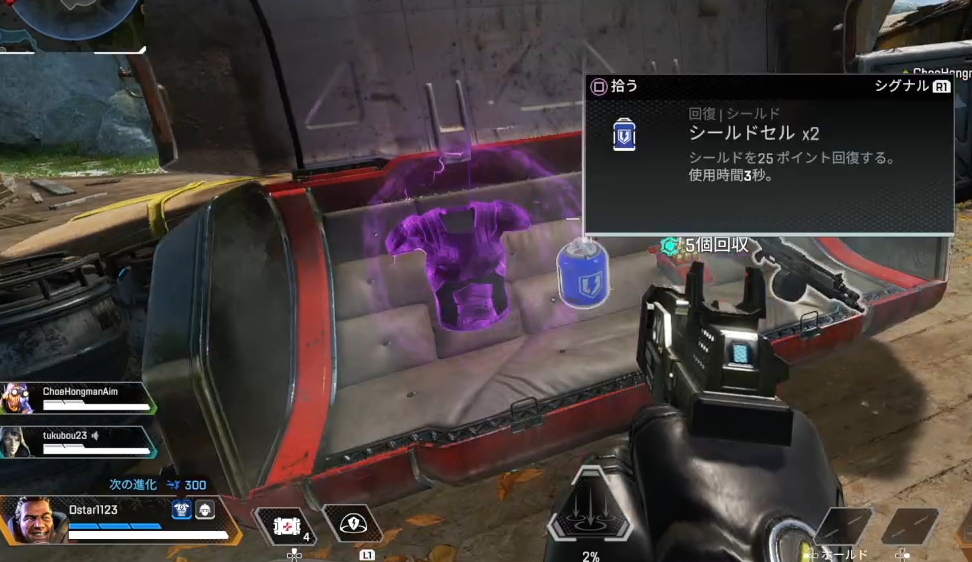 ChoeHongm
拾う
シグナル R1
回復 | シールド
シールドセル x2
シールドを25 ポイント回復する。
使用時間3秒。
5個回収
ChoeHongmanAim
tukubou23
次の進化 300
Dstar1123
4
L1
2%
ホールド